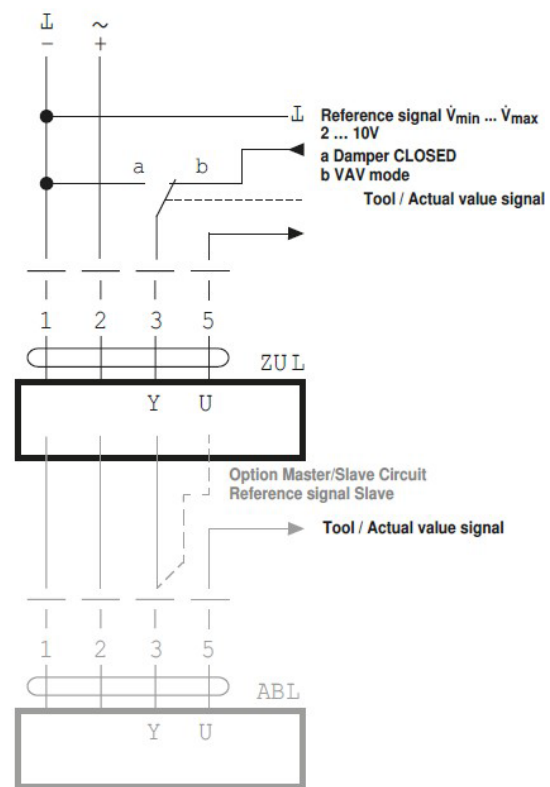 ⊥ ~
− +
⊥ Reference signal V̇min ... V̇max
2 ... 10V
a b
a Damper CLOSED
b VAV mode
Tool / Actual value signal
1 2 3 5
ZUL
Y U
Option Master/Slave Circuit
Reference signal Slave
Tool / Actual value signal
1 2 3 5
ABL
Y U